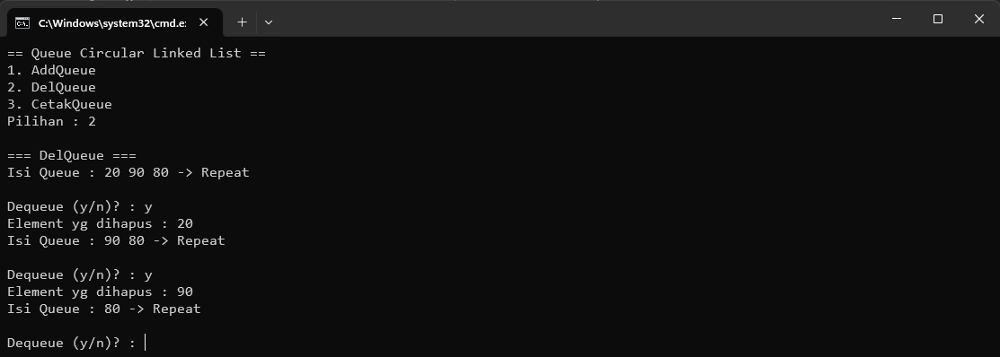 C:\Windows\system32\cmd.e:
== Queue Circular Linked List ==
1. AddQueue
2. DelQueue
3. CetakQueue
Pilihan : 2
=== DelQueue ===
Isi Queue : 20 90 80 -> Repeat
Dequeue (y/n)? : y
Element yg dihapus : 20
Isi Queue : 90 80 -> Repeat
Dequeue (y/n)? : y
Element yg dihapus : 90
Isi Queue : 80 -> Repeat
Dequeue (y/n)? :